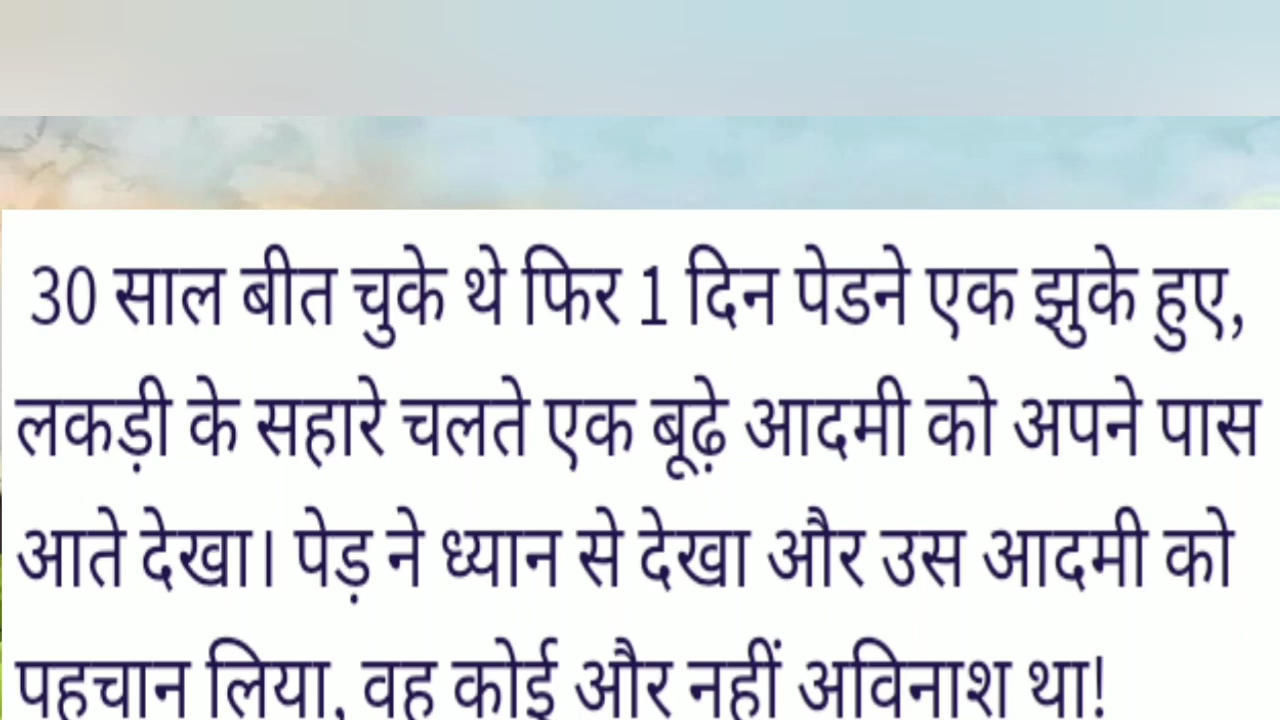 30 साल बीत चुके थे फिर 1 दिन पेडने एक झुके हुए,
लकड़ी के सहारे चलते एक बूढ़े आदमी को अपने पास
आते देखा। पेड़ ने ध्यान से देखा और उस आदमी को
पहचान लिया, वह कोई और नहीं अविनाश था!